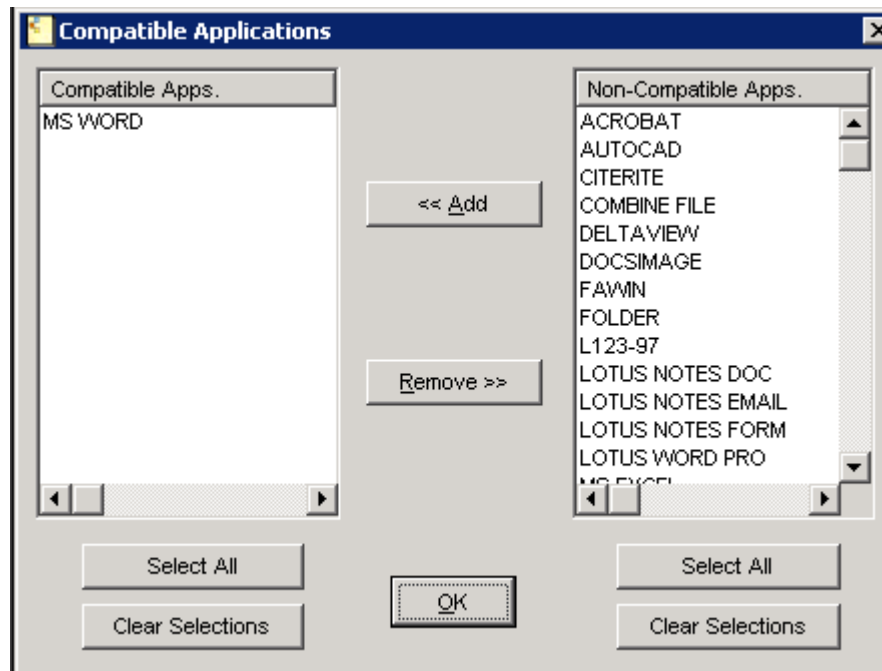 Compatible Applications
Compatible Apps.
MS WORD
<< Add
Remove >>
Non-Compatible Apps.
ACROBAT
AUTOCAD
CITERITE
COMBINE FILE
DELTAVIEW
DOCSIMAGE
FAWIN
FOLDER
L123-97
LOTUS NOTES DOC
LOTUS NOTES EMAIL
LOTUS NOTES FORM
LOTUS WORD PRO
MS EXCEL
Select All
Clear Selections
OK
Select All
Clear Selections